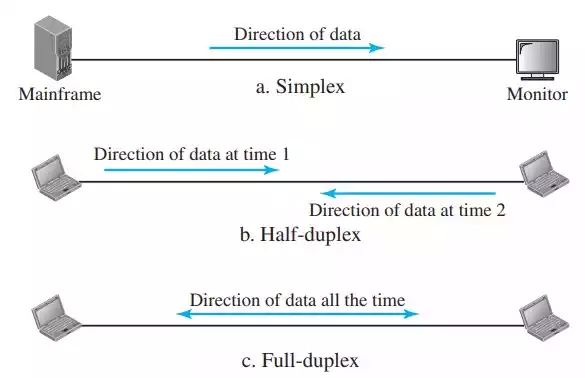 Direction of data
Mainframe
a. Simplex
Monitor
Direction of data at time 1
Direction of data at time 2
b. Half-duplex
Direction of data all the time
c. Full-duplex